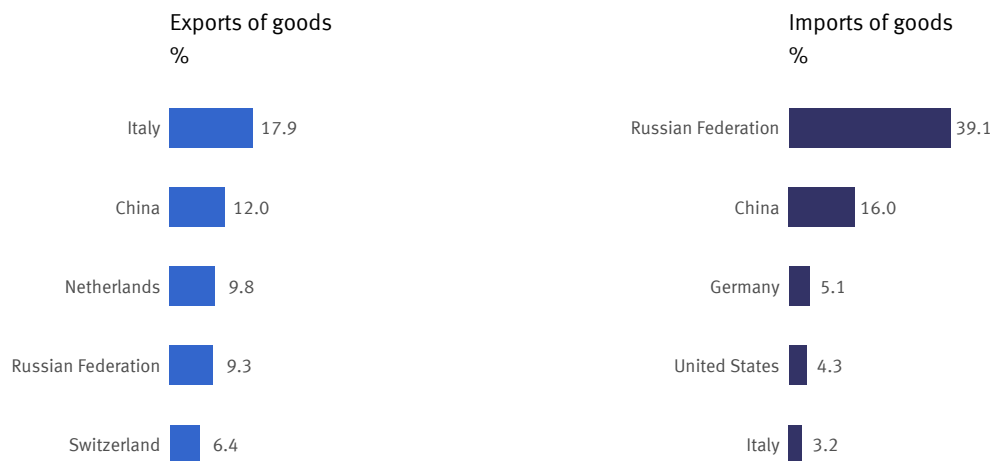 Exports of goods
%
Italy 17.9
China 12.0
Netherlands 9.8
Russian Federation 9.3
Switzerland 6.4
Imports of goods
%
Russian Federation 39.1
China 16.0
Germany 5.1
United States 4.3
Italy 3.2